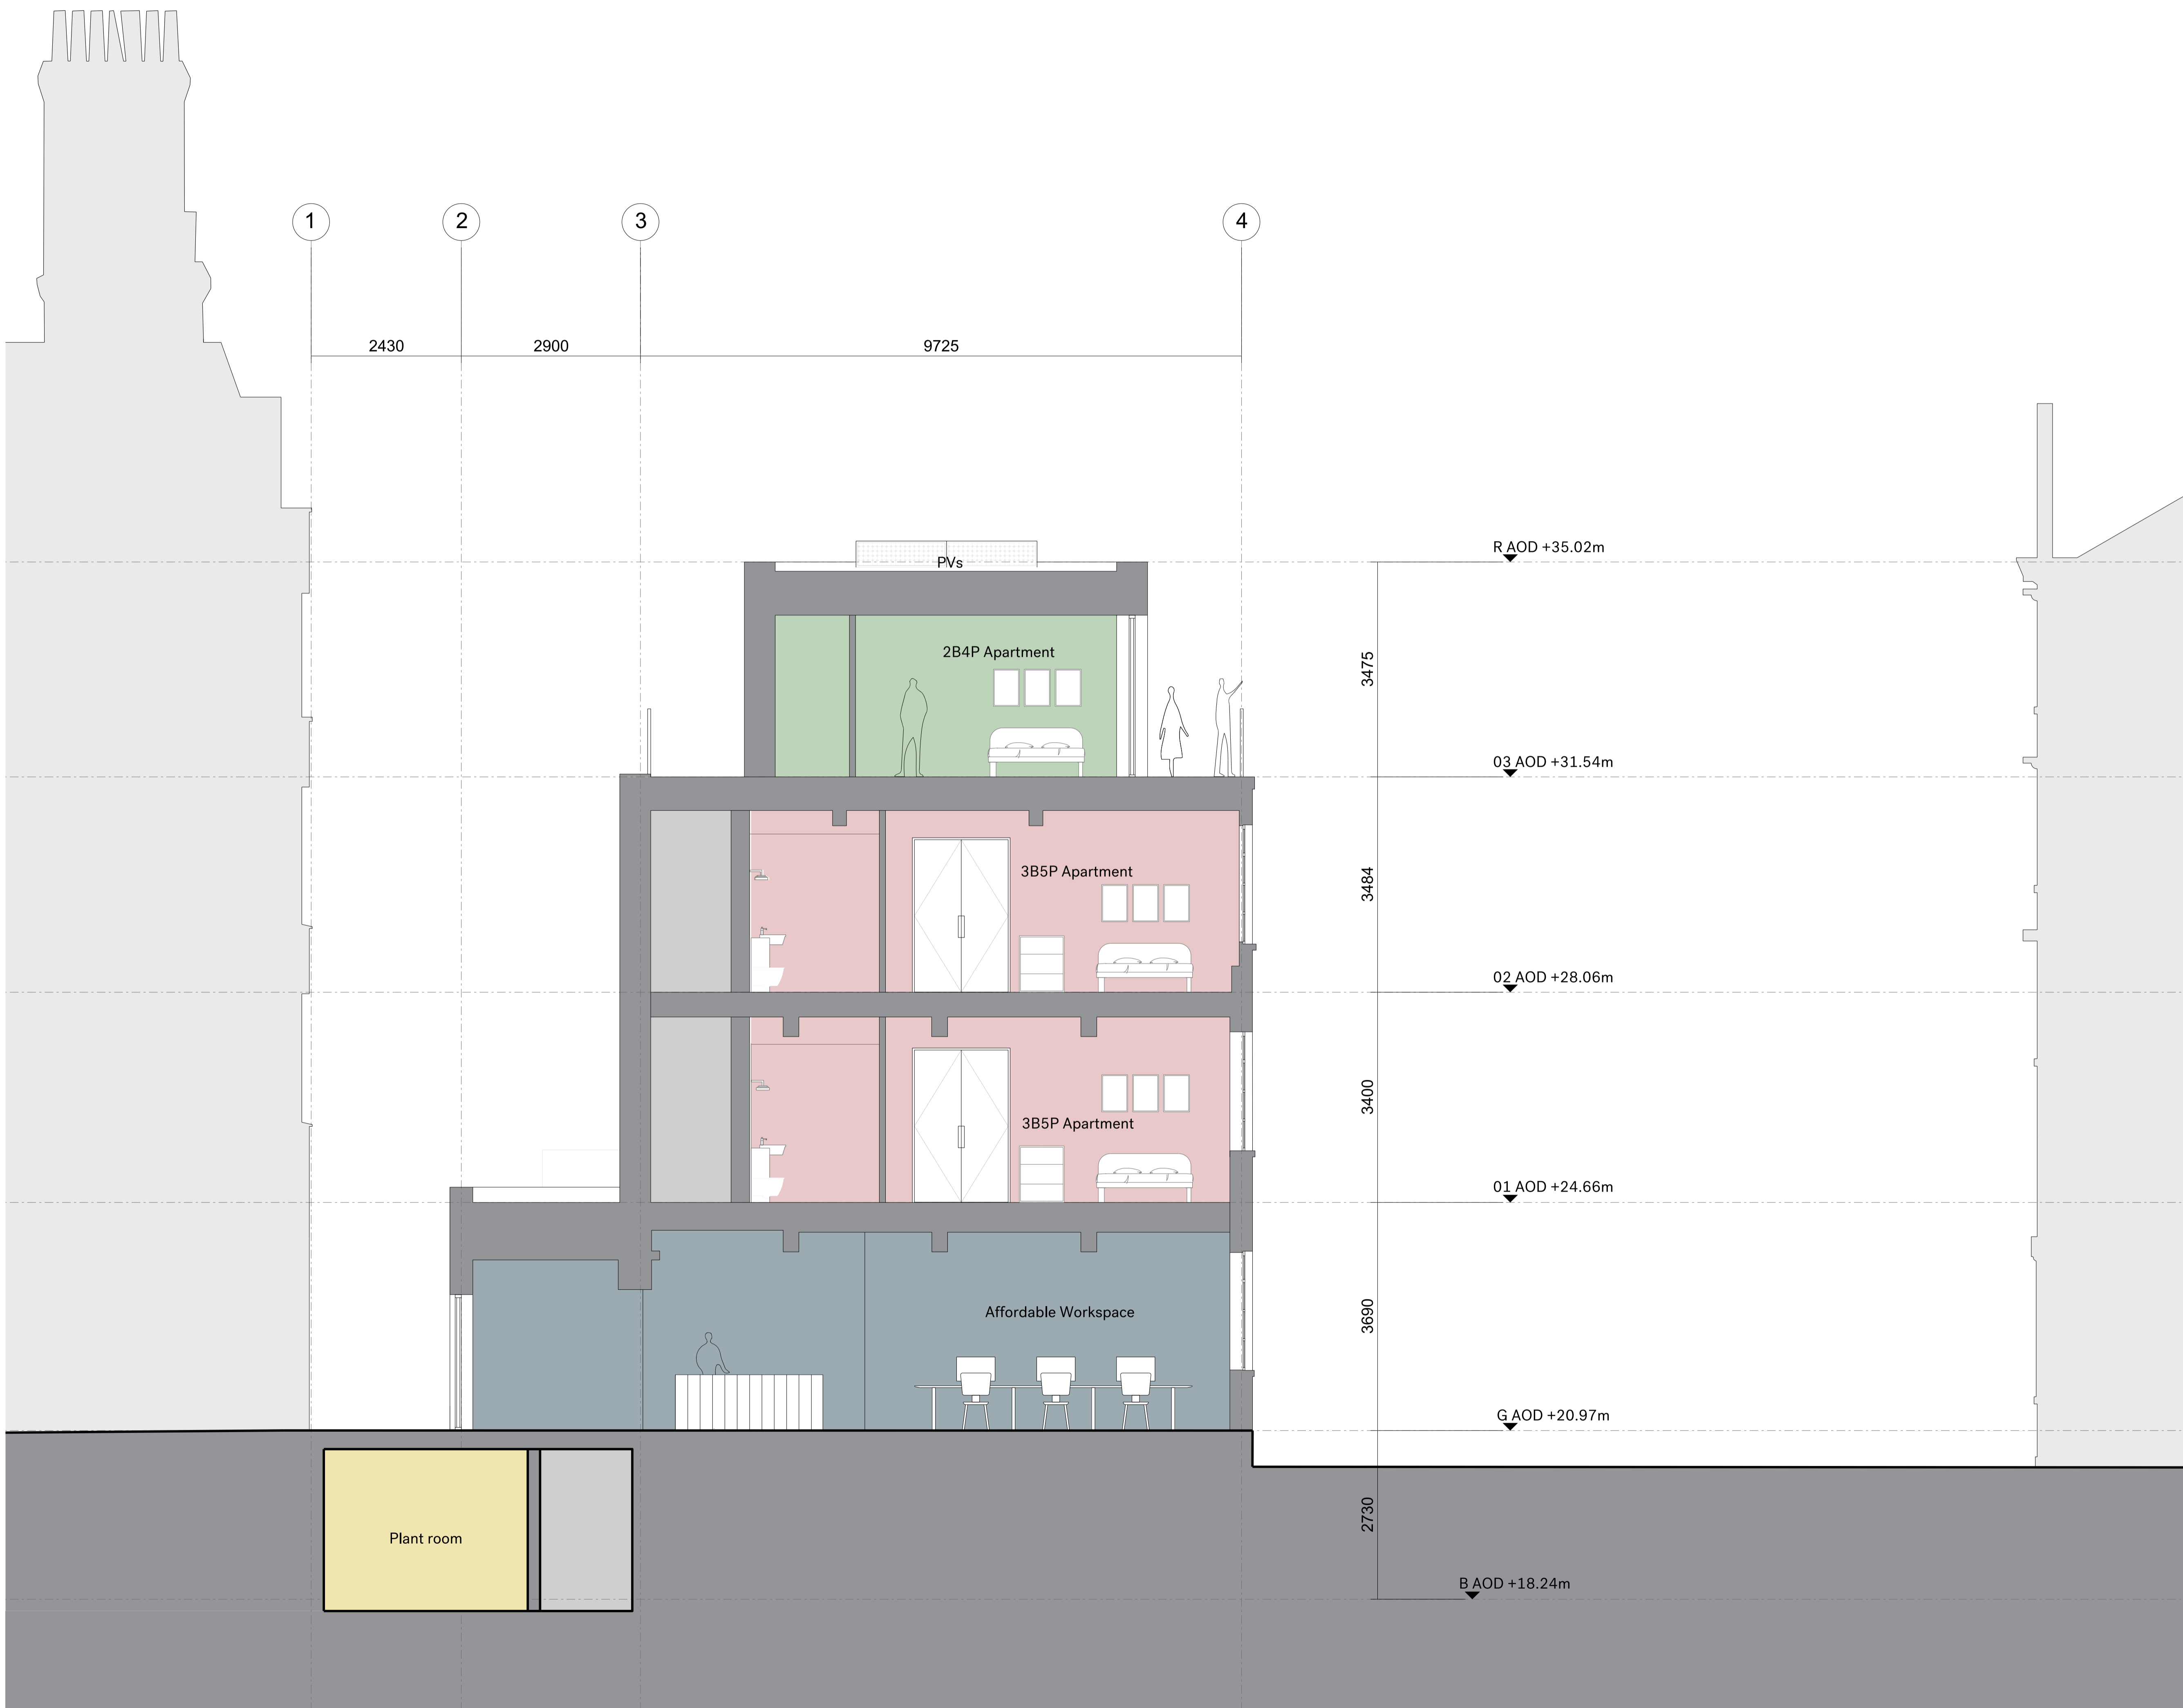 1 2 3 4
2430 2900 9725
R AOD +35.02m
PVs
2B4P Apartment
3475
03 AOD +31.54m
3B5P Apartment
3484
02 AOD +28.06m
3400
3B5P Apartment
01 AOD +24.66m
Affordable Workspace
3690
G AOD +20.97m
2730
Plant room
B AOD +18.24m